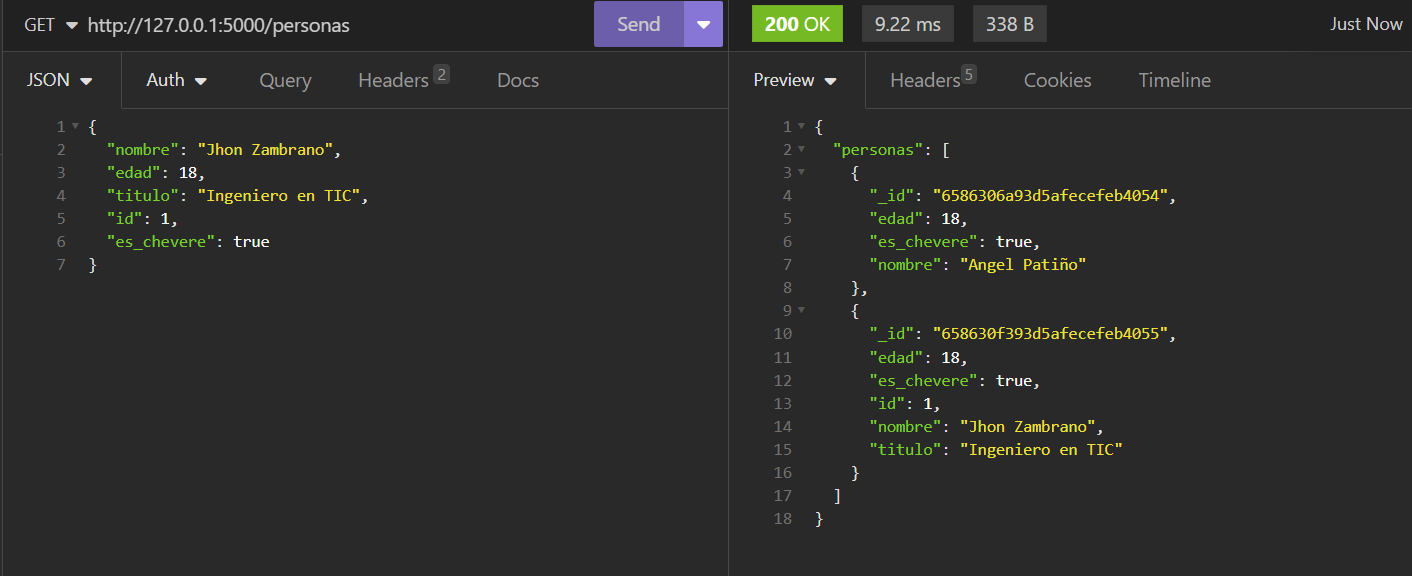 GET http://127.0.0.1:5000/personas Send
200 OK 9.22 ms 338 B Just Now
JSON Auth Query Headers 2 Docs
Preview Headers 5 Cookies Timeline
1 {
2 "nombre": "Jhon Zambrano",
3 "edad": 18,
4 "titulo": "Ingeniero en TIC",
5 "id": 1,
6 "es_chevere": true
7 }
1 {
2 "personas": [
3 {
4 "_id": "6586306a93d5afecefeb4054",
5 "edad": 18,
6 "es_chevere": true,
7 "nombre": "Angel Patiño"
8 },
9 {
10 "_id": "658630f393d5afecefeb4055",
11 "edad": 18,
12 "es_chevere": true,
13 "id": 1,
14 "nombre": "Jhon Zambrano",
15 "titulo": "Ingeniero en TIC"
16 }
17 ]
18 }